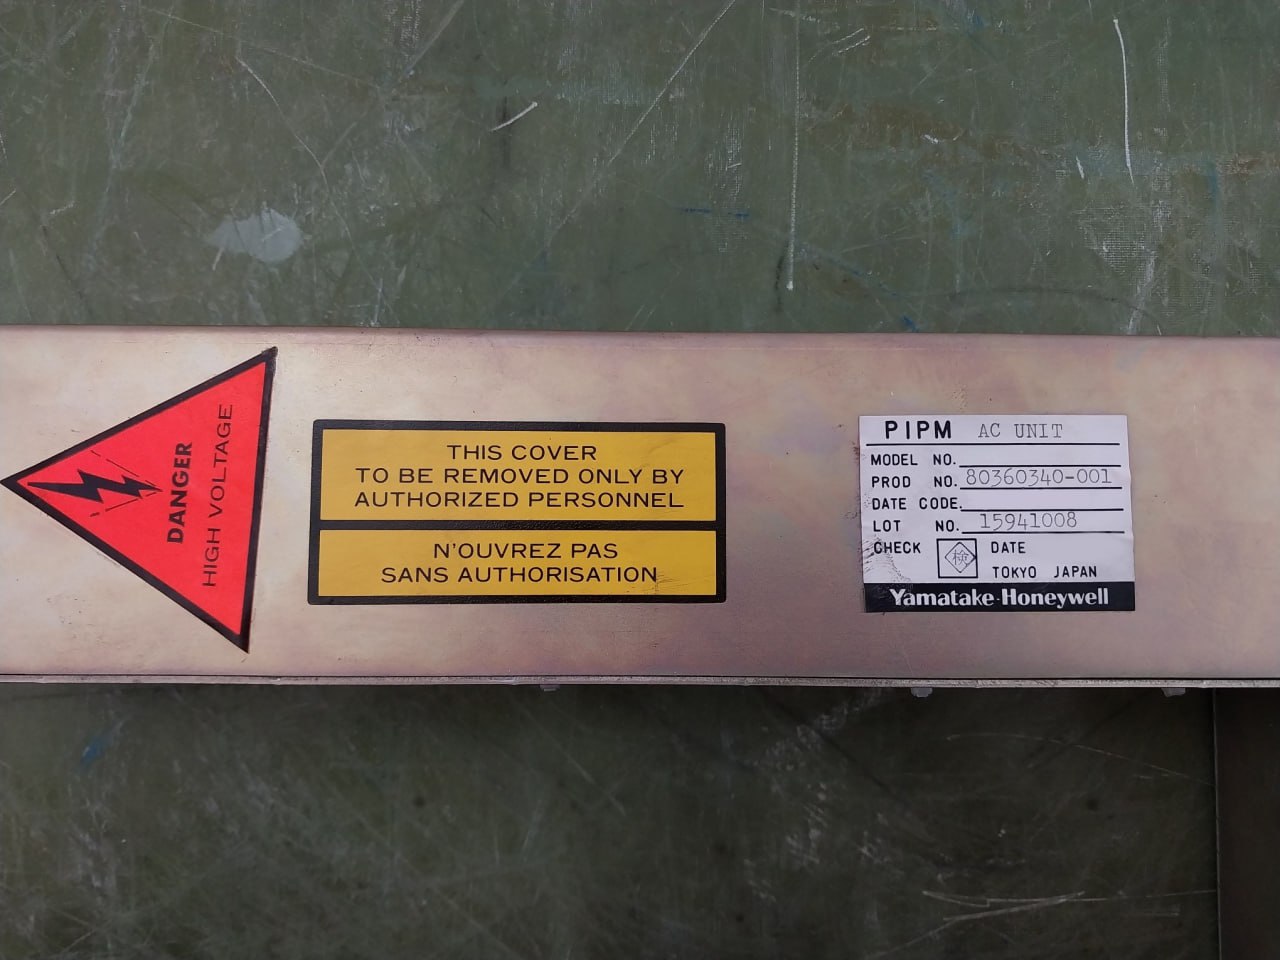 DANGER
HIGH VOLTAGE
THIS COVER
TO BE REMOVED ONLY BY
AUTHORIZED PERSONNEL
N'OUVREZ PAS
SANS AUTHORISATION
PIPM AC UNIT
MODEL NO.
PROD NO. 80360340-001
DATE CODE.
LOT NO. 15941008
CHECK 検 DATE
TOKYO JAPAN
Yamatake-Honeywell